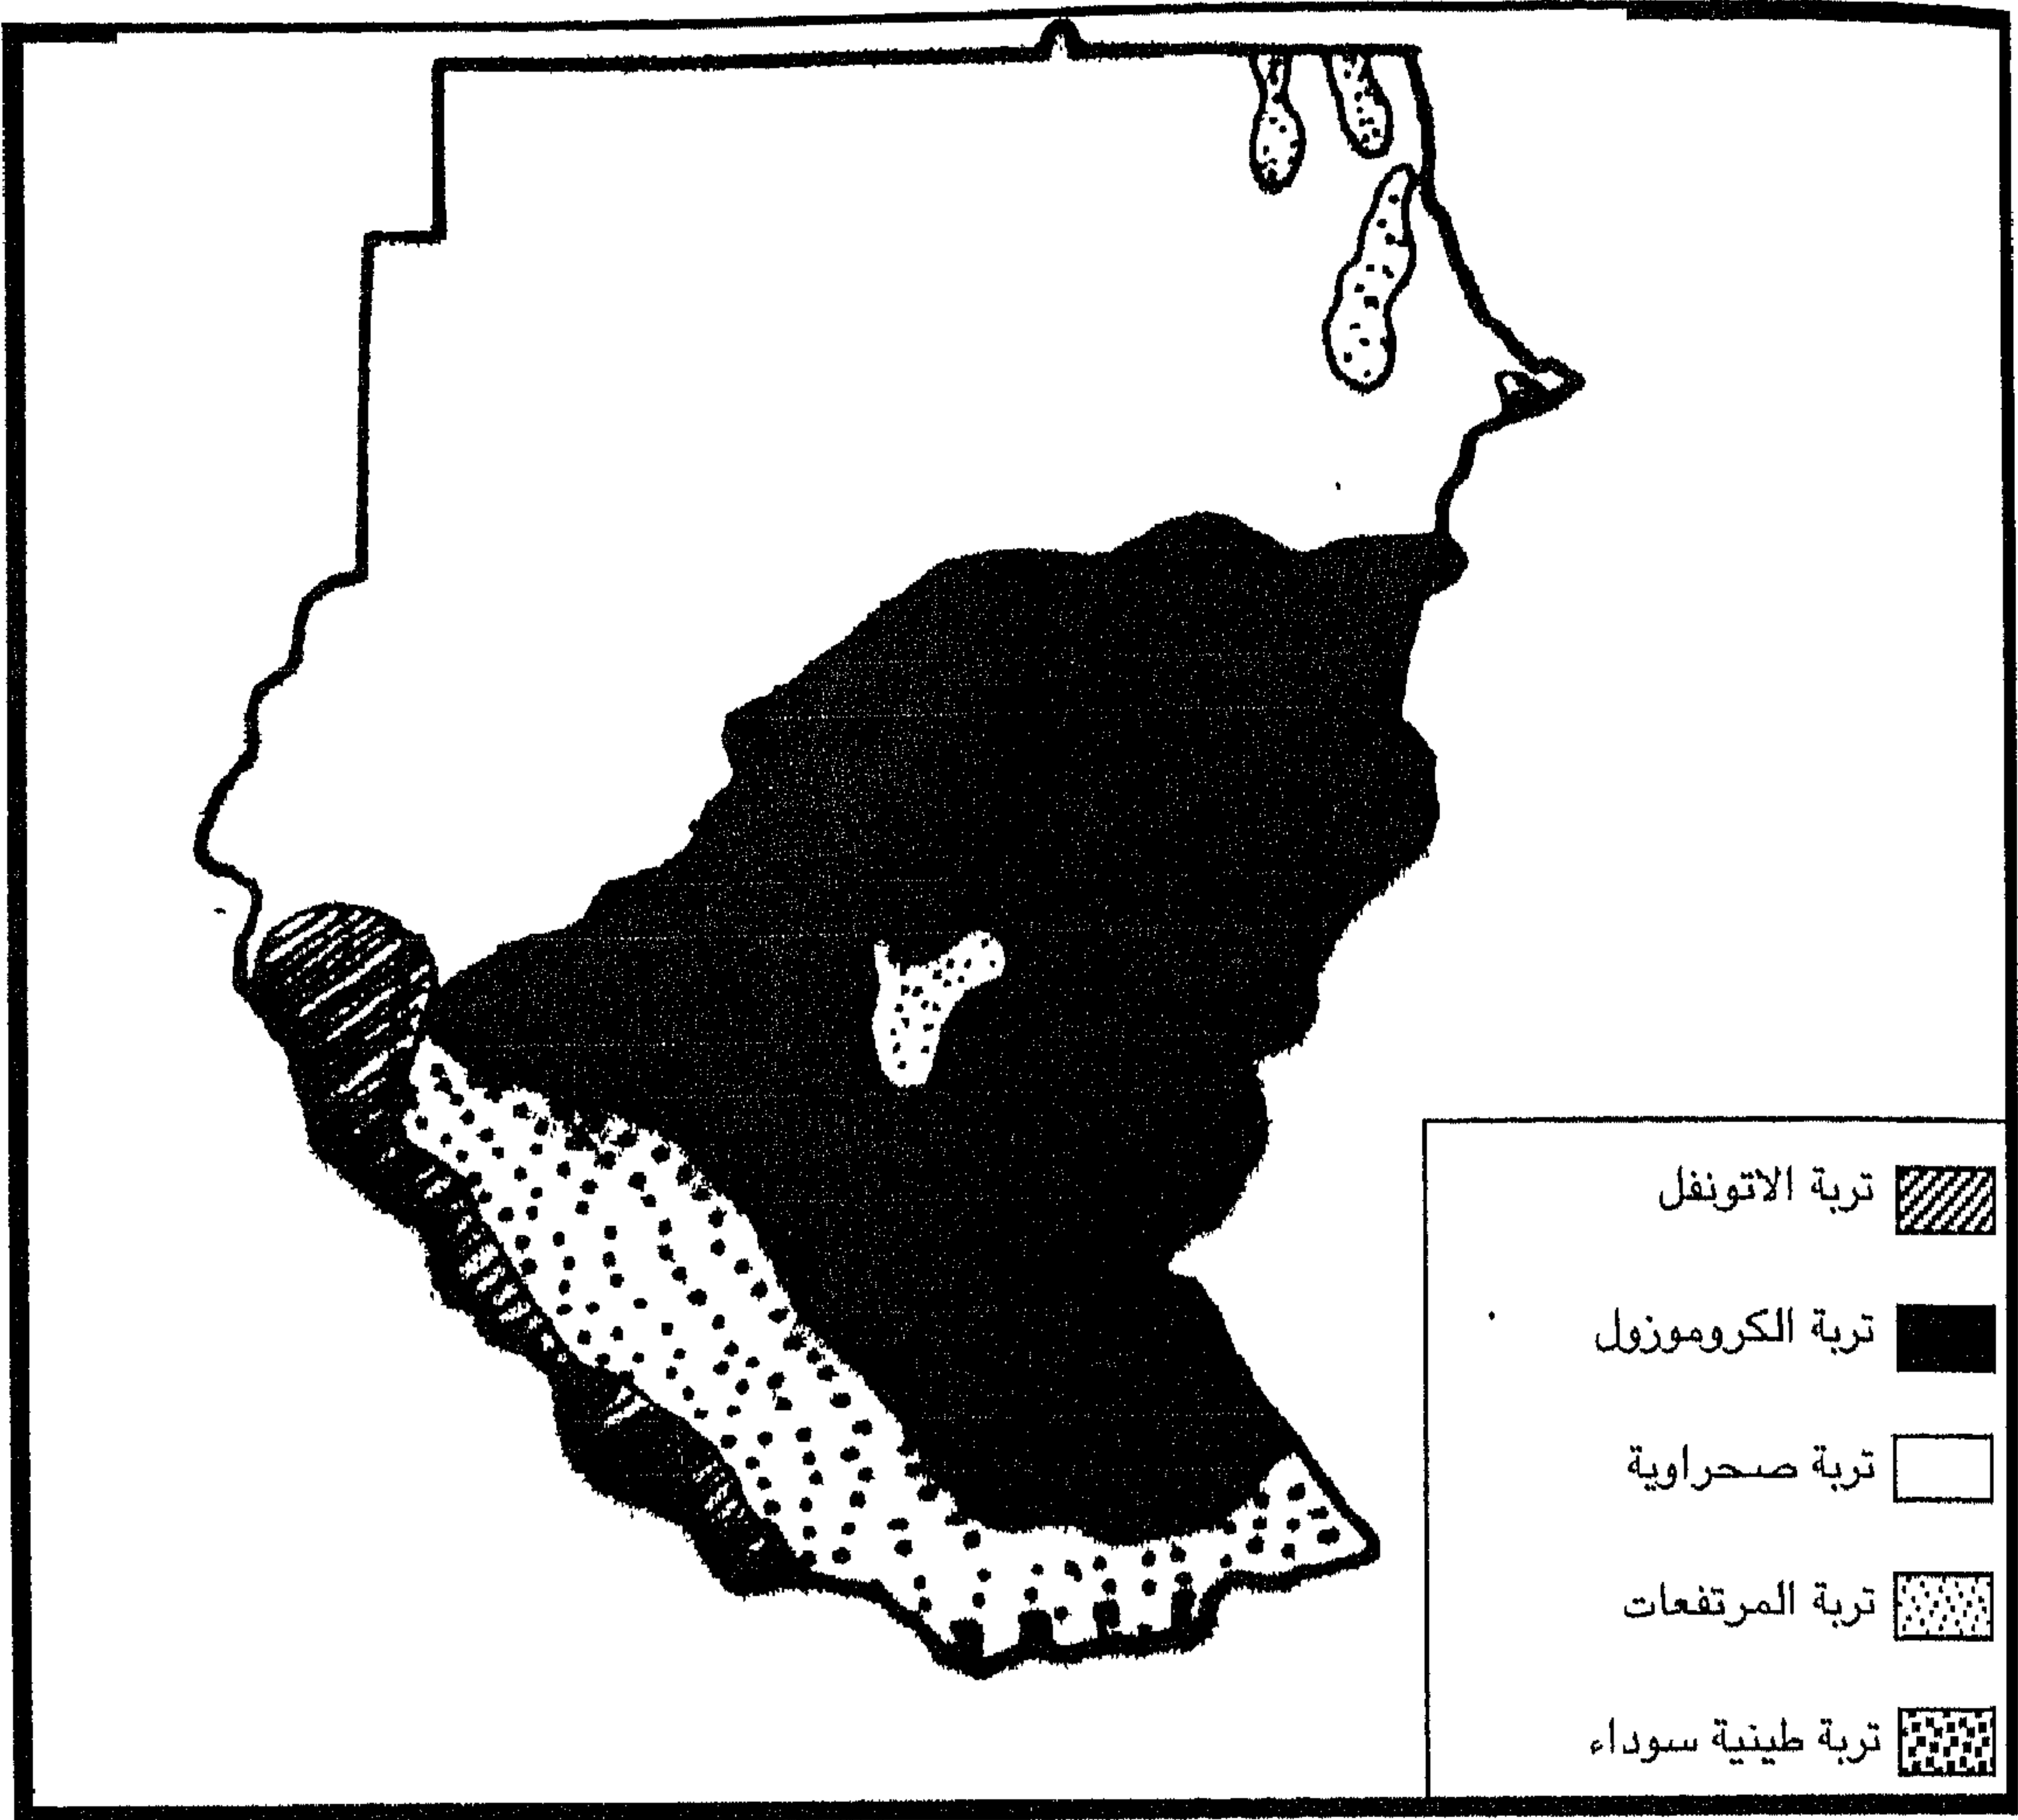 تربة الاتونفل
تربة الكروموزول
تربة صحراوية
تربة المرتفعات
تربة طينية سوداء